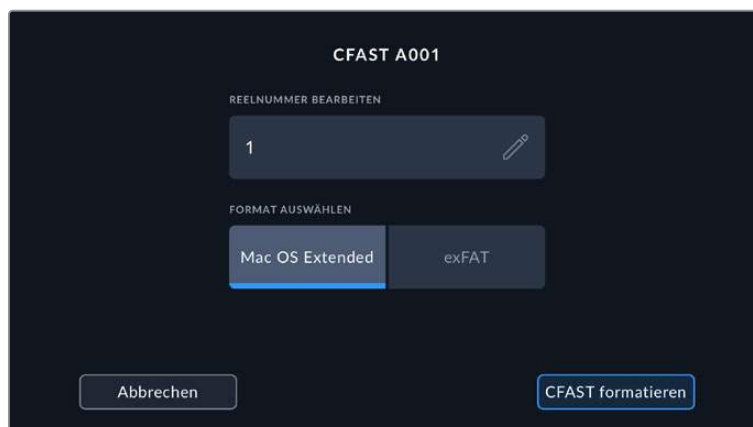 CFAST A001
REELNUMMER BEARBEITEN
1
FORMAT AUSWÄHLEN
Mac OS Extended exFAT
Abbrechen CFAST formatieren